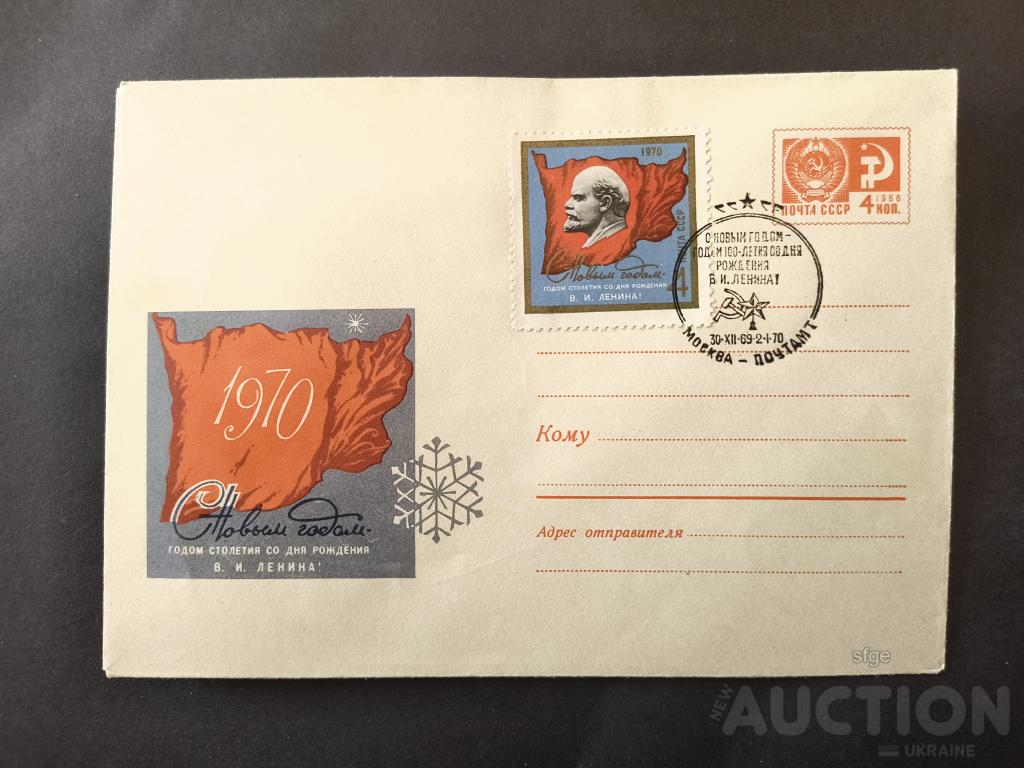 1970
ПОЧТА СССР
4
С Новым годом-
ГОДОМ СТОЛЕТИЯ СО ДНЯ РОЖДЕНИЯ
В. И. ЛЕНИНА!
ПОЧТА СССР
1966
4 КОП.
С НОВЫМ ГОДОМ-
ГОДОМ 100-ЛЕТИЯ СО ДНЯ
РОЖДЕНИЯ
В. И. ЛЕНИНА!
30-XII-69-2-I-70
МОСКВА - ПОЧТАМТ
1970
С Новым годом-
ГОДОМ СТОЛЕТИЯ СО ДНЯ РОЖДЕНИЯ
В. И. ЛЕНИНА!
Кому
Адрес отправителя
sfge
NEW
AUCTION
UKRAINE